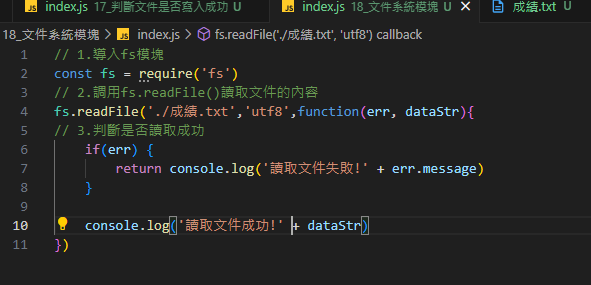 index.js 17_判斷文件是否寫入成功 U index.js 18_文件系統模塊 U 成績.txt U
18_文件系統模塊 > index.js > fs.readFile('./成績.txt', 'utf8') callback
1 // 1.導入fs模塊
2 const fs = require('fs')
3 // 2.調用fs.readFile()讀取文件的內容
4 fs.readFile('./成績.txt','utf8',function(err, dataStr){
5 // 3.判斷是否讀取成功
6 if(err) {
7 return console.log('讀取文件失敗!' + err.message)
8 }
9
10 console.log('讀取文件成功!' + dataStr)
11 })